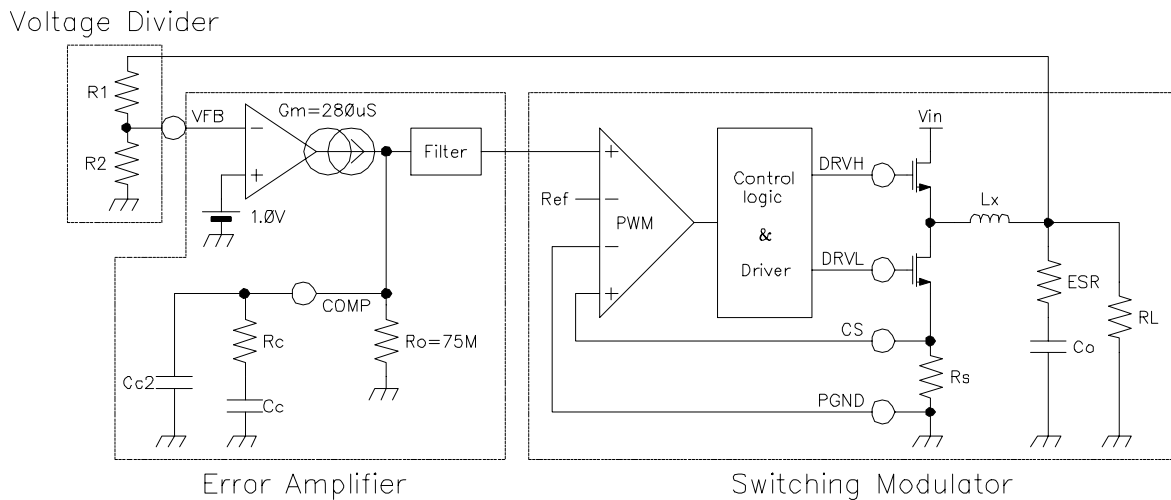 Voltage Divider
R1
VFB
R2
Gm=280uS
−
+
1.0V
Filter
COMP
Rc
Cc2
Cc
Ro=75M
Error Amplifier
+
Ref
−
−
+
PWM
Control
logic
&
Driver
DRVH
DRVL
CS
PGND
Vin
Lx
Rs
ESR
Co
RL
Switching Modulator